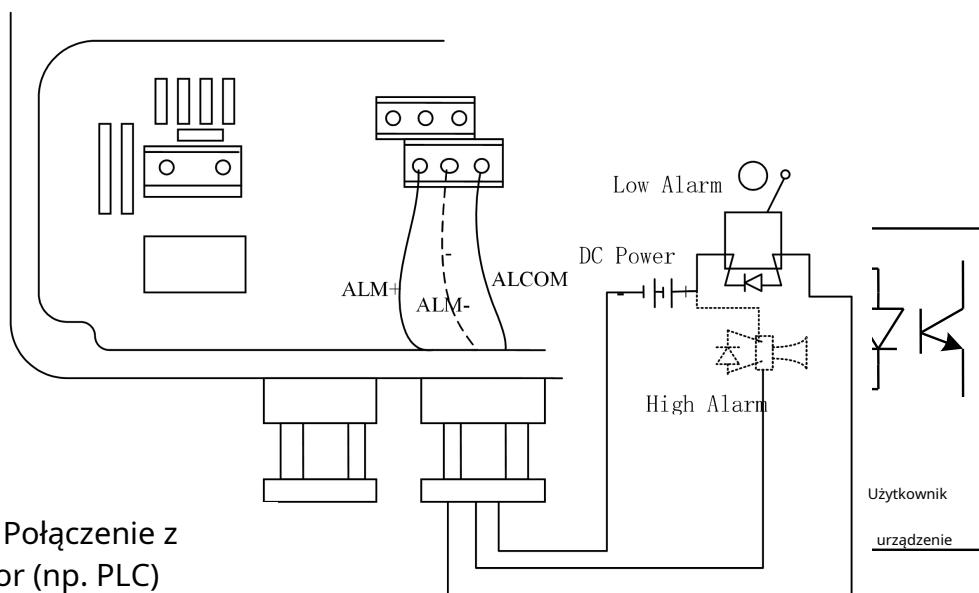 Low Alarm
DC Power
ALM+
ALM-
ALCOM
- +
-
High Alarm
Użytkownik
urządzenie
Połączenie z
or (np. PLC)